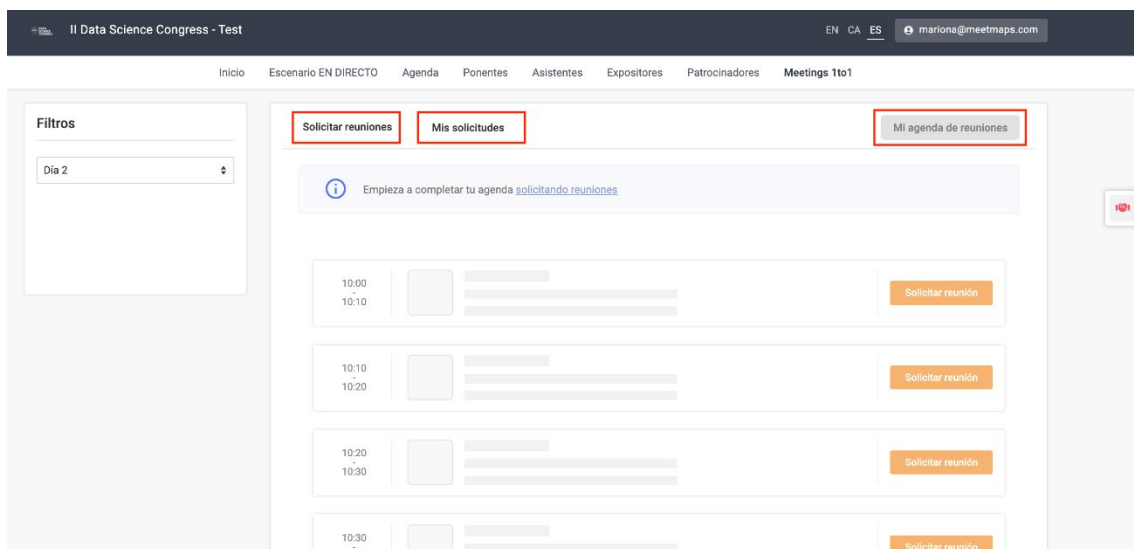 II Data Science Congress - Test
EN CA ES mariona@meetmaps.com
Inicio Escenario EN DIRECTO Agenda Ponentes Asistentes Expositores Patrocinadores Meetings 1to1
Filtros
Día 2
Solicitar reuniones Mis solicitudes Mi agenda de reuniones
Empieza a completar tu agenda solicitando reuniones
10:00
-
10:10
Solicitar reunión
10:10
-
10:20
Solicitar reunión
10:20
-
10:30
Solicitar reunión
10:30
-
Solicitar reunión